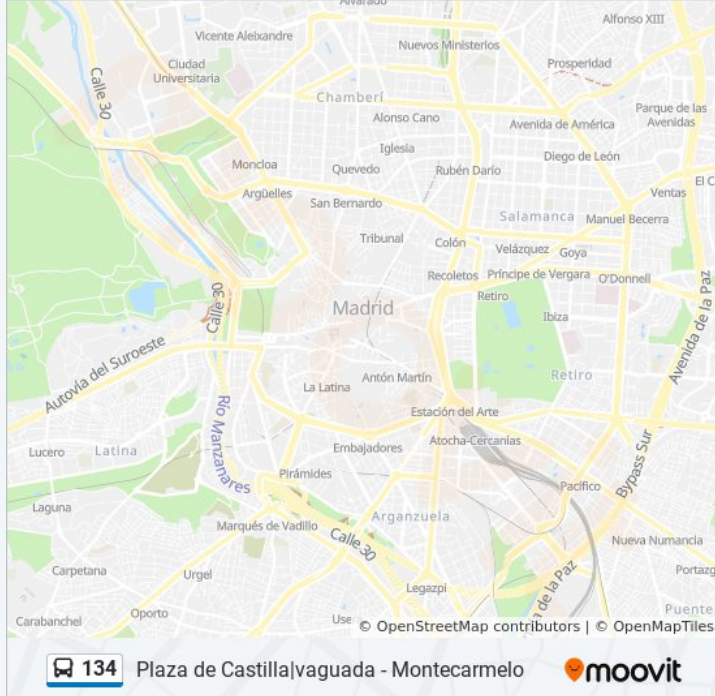 Alvarado
Alfonso XIII
Vicente Aleixandre
Nuevos Ministerios
Ciudad
Universitaria
Prosperidad
Calle 30
Chamberí
Parque de las
Avenidas
Alonso Cano
Avenida de América
Iglesia
Diego de León
Moncloa
Quevedo
Rubén Darío
El C
Argüelles
Ventas
San Bernardo
Salamanca
Manuel Becerra
Tribunal
Colón
Velázquez
Goya
Recoletos
Príncipe de Vergara
O'Donnell
Calle 30
Madrid
Retiro
Ibiza
Avenida de la Paz
Autovía del Suroeste
La Latina
Antón Martín
Retiro
Estación del Arte
Río Manzanares
Atocha-Cercanías
Lucero
Latina
Embajadores
Bypass Sur
Pirámides
Pacífico
Laguna
Arganzuela
Marqués de Vadillo
Calle 30
Nueva Numancia
Carpetana
Urgel
Portazg
Legazpi
a de la Paz
Oporto
Puente
Carabanchel
Use
© OpenStreetMap contributors | © OpenMapTiles
134 Plaza de Castilla|vaguada - Montecarmelo
moovit